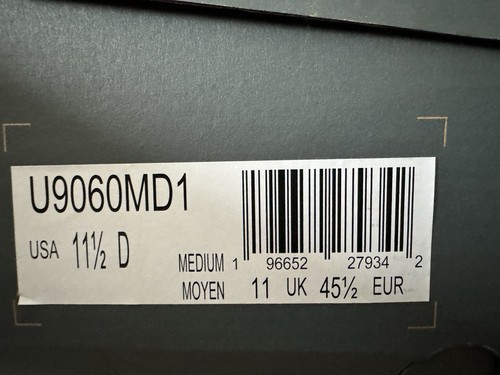 U9060MD1
USA 11½ D
MEDIUM 1 96652 27934 2
MOYEN 11 UK 45½ EUR